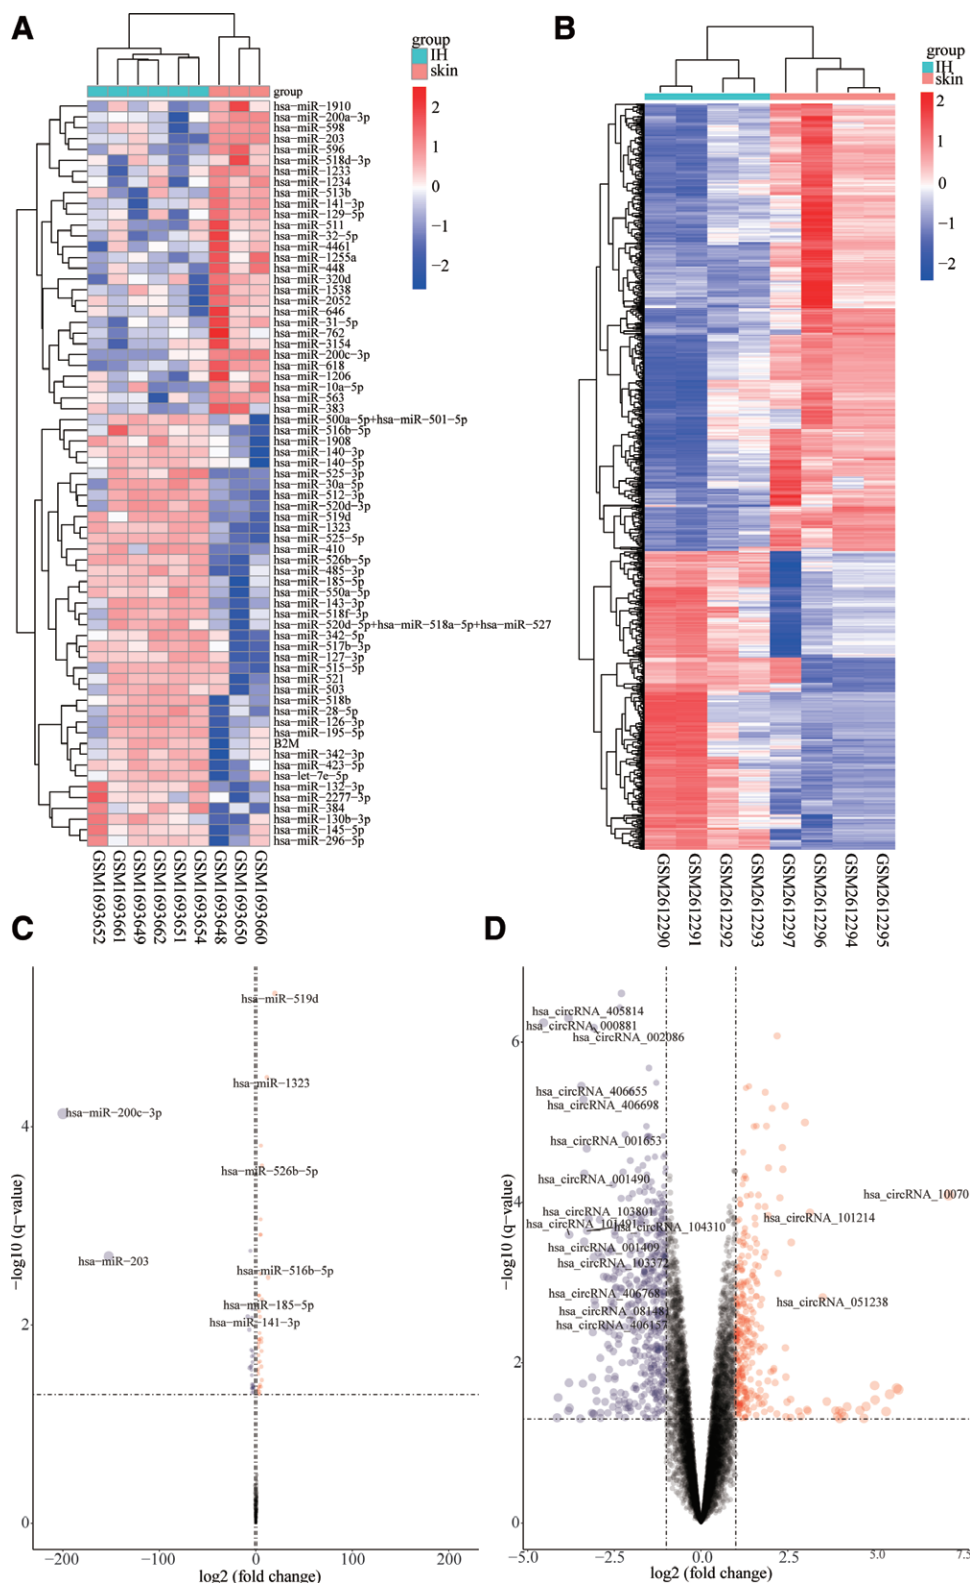 A
group
IH
skin
group
2
1
0
−1
−2
hsa−miR−1910
hsa−miR−200a−3p
hsa−miR−598
hsa−miR−203
hsa−miR−596
hsa−miR−518d−3p
hsa−miR−1233
hsa−miR−1234
hsa−miR−513b
hsa−miR−141−3p
hsa−miR−129−5p
hsa−miR−511
hsa−miR−32−5p
hsa−miR−4461
hsa−miR−1255a
hsa−miR−448
hsa−miR−320d
hsa−miR−1538
hsa−miR−2052
hsa−miR−646
hsa−miR−31−5p
hsa−miR−762
hsa−miR−3154
hsa−miR−200c−3p
hsa−miR−618
hsa−miR−1206
hsa−miR−10a−5p
hsa−miR−563
hsa−miR−383
hsa−miR−500a−5p+hsa−miR−501−5p
hsa−miR−516b−5p
hsa−miR−1908
hsa−miR−140−3p
hsa−miR−140−5p
hsa−miR−525−3p
hsa−miR−30a−5p
hsa−miR−512−3p
hsa−miR−520d−3p
hsa−miR−519d
hsa−miR−1323
hsa−miR−525−5p
hsa−miR−410
hsa−miR−526b−5p
hsa−miR−485−3p
hsa−miR−185−5p
hsa−miR−550a−5p
hsa−miR−143−3p
hsa−miR−518f−3p
hsa−miR−520d−5p+hsa−miR−518a−5p+hsa−miR−527
hsa−miR−342−5p
hsa−miR−517b−3p
hsa−miR−127−3p
hsa−miR−515−5p
hsa−miR−521
hsa−miR−503
hsa−miR−518b
hsa−miR−28−5p
hsa−miR−126−3p
hsa−miR−195−5p
B2M
hsa−miR−342−3p
hsa−miR−423−5p
hsa−let−7e−5p
hsa−miR−132−3p
hsa−miR−2277−3p
hsa−miR−384
hsa−miR−130b−3p
hsa−miR−145−5p
hsa−miR−296−5p
GSM1693652
GSM1693661
GSM1693649
GSM1693662
GSM1693651
GSM1693654
GSM1693648
GSM1693650
GSM1693660
B
group
IH
skin
2
1
0
−1
−2
GSM2612290
GSM2612291
GSM2612292
GSM2612293
GSM2612297
GSM2612296
GSM2612294
GSM2612295
C
hsa−miR−519d
hsa−miR−1323
hsa−miR−200c−3p
hsa−miR−526b−5p
hsa−miR−203
hsa−miR−516b−5p
hsa−miR−185−5p
hsa−miR−141−3p
4
2
0
−log10 (q−value)
−200
−100
0
100
200
log2 (fold change)
D
hsa_circRNA_405814
hsa_circRNA_000881
hsa_circRNA_002086
hsa_circRNA_406655
hsa_circRNA_406698
hsa_circRNA_001653
hsa_circRNA_001490
hsa_circRNA_10070
hsa_circRNA_103801
hsa_circRNA_101214
hsa_circRNA_101491
hsa_circRNA_104310
hsa_circRNA_001409
hsa_circRNA_103372
hsa_circRNA_406768
hsa_circRNA_051238
hsa_circRNA_081481
hsa_circRNA_406157
6
4
2
0
−log10 (q−value)
−5.0
−2.5
0.0
2.5
5.0
7.5
log2 (fold change)